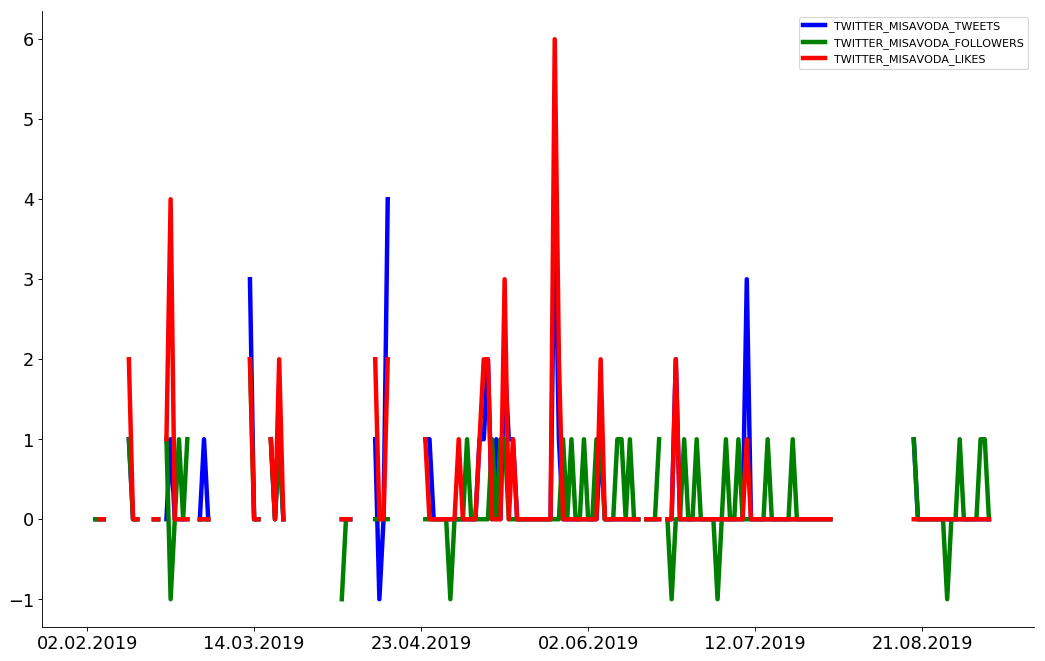 TWITTER_MISAVODA_TWEETS
TWITTER_MISAVODA_FOLLOWERS
TWITTER_MISAVODA_LIKES
6
5
4
3
2
1
0
−1
02.02.2019 14.03.2019 23.04.2019 02.06.2019 12.07.2019 21.08.2019